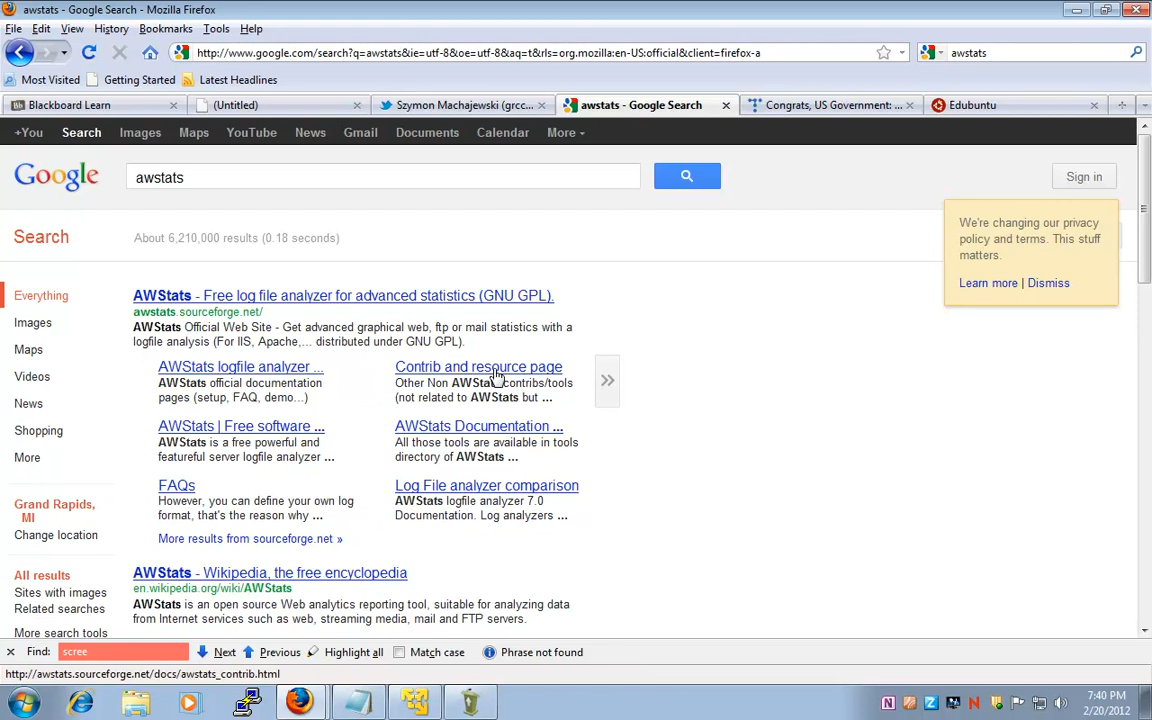 awstats - Google Search - Mozilla Firefox
File Edit View History Bookmarks Tools Help
http://www.google.com/search?q=awstats&ie=utf-8&oe=utf-8&aq=t&rls=org.mozilla:en-US:official&client=firefox-a
awstats
Most Visited Getting Started Latest Headlines
Blackboard Learn (Untitled) Szymon Machajewski (grcc... awstats - Google Search Congrats, US Government: ... Edubuntu
+You Search Images Maps YouTube News Gmail Documents Calendar More
Google awstats Sign in
Search About 6,210,000 results (0.18 seconds)
We're changing our privacy
policy and terms. This stuff
matters.
Learn more | Dismiss
Everything
Images
Maps
Videos
News
Shopping
More
Grand Rapids,
MI
Change location
All results
Sites with images
Related searches
More search tools
AWStats - Free log file analyzer for advanced statistics (GNU GPL).
awstats.sourceforge.net/
AWStats Official Web Site - Get advanced graphical web, ftp or mail statistics with a
logfile analysis (For IIS, Apache,... distributed under GNU GPL).
AWStats logfile analyzer ...
AWStats official documentation
pages (setup, FAQ, demo...)
Contrib and resource page
Other Non AWStats contribs/tools
(not related to AWStats but ...
AWStats | Free software ...
AWStats is a free powerful and
featureful server logfile analyzer ...
AWStats Documentation ...
All those tools are available in tools
directory of AWStats ...
FAQs
However, you can define your own log
format, that's the reason why ...
Log File analyzer comparison
AWStats logfile analyzer 7.0
Documentation. Log analyzers ...
More results from sourceforge.net »
AWStats - Wikipedia, the free encyclopedia
en.wikipedia.org/wiki/AWStats
AWStats is an open source Web analytics reporting tool, suitable for analyzing data
from Internet services such as web, streaming media, mail and FTP servers.
Find: scree Next Previous Highlight all Match case Phrase not found
http://awstats.sourceforge.net/docs/awstats_contrib.html
7:40 PM
2/20/2012